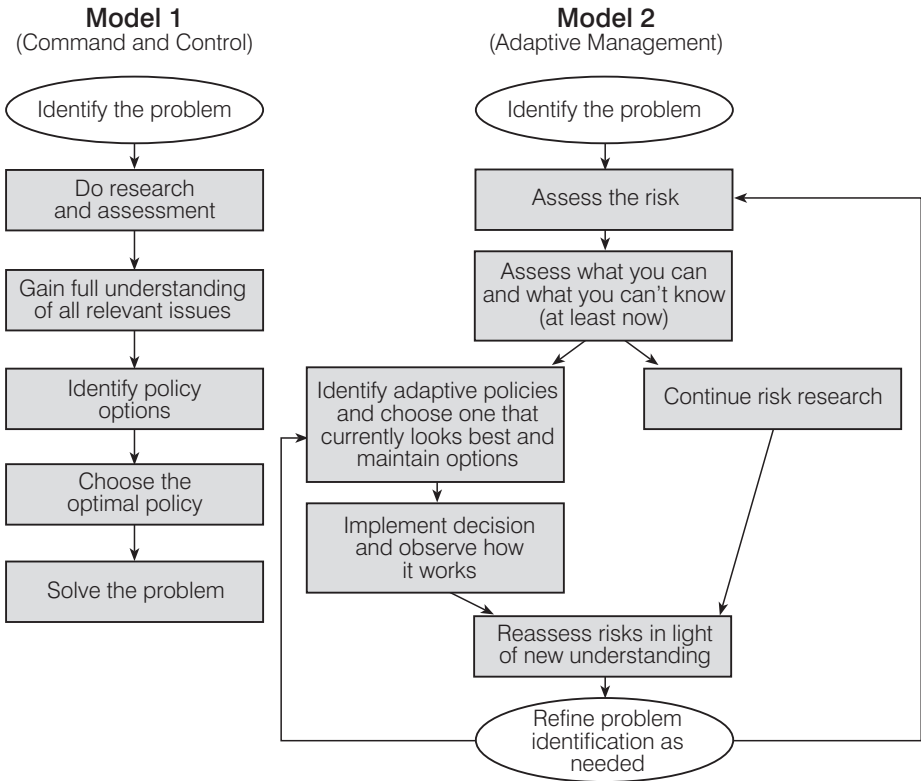 Model 1
(Command and Control)
Identify the problem
Do research
and assessment
Gain full understanding
of all relevant issues
Identify policy
options
Choose the
optimal policy
Solve the problem
Model 2
(Adaptive Management)
Identify the problem
Assess the risk
Assess what you can
and what you can't know
(at least now)
Identify adaptive policies
and choose one that
currently looks best and
maintain options
Continue risk research
Implement decision
and observe how
it works
Reassess risks in light
of new understanding
Refine problem
identification as
needed